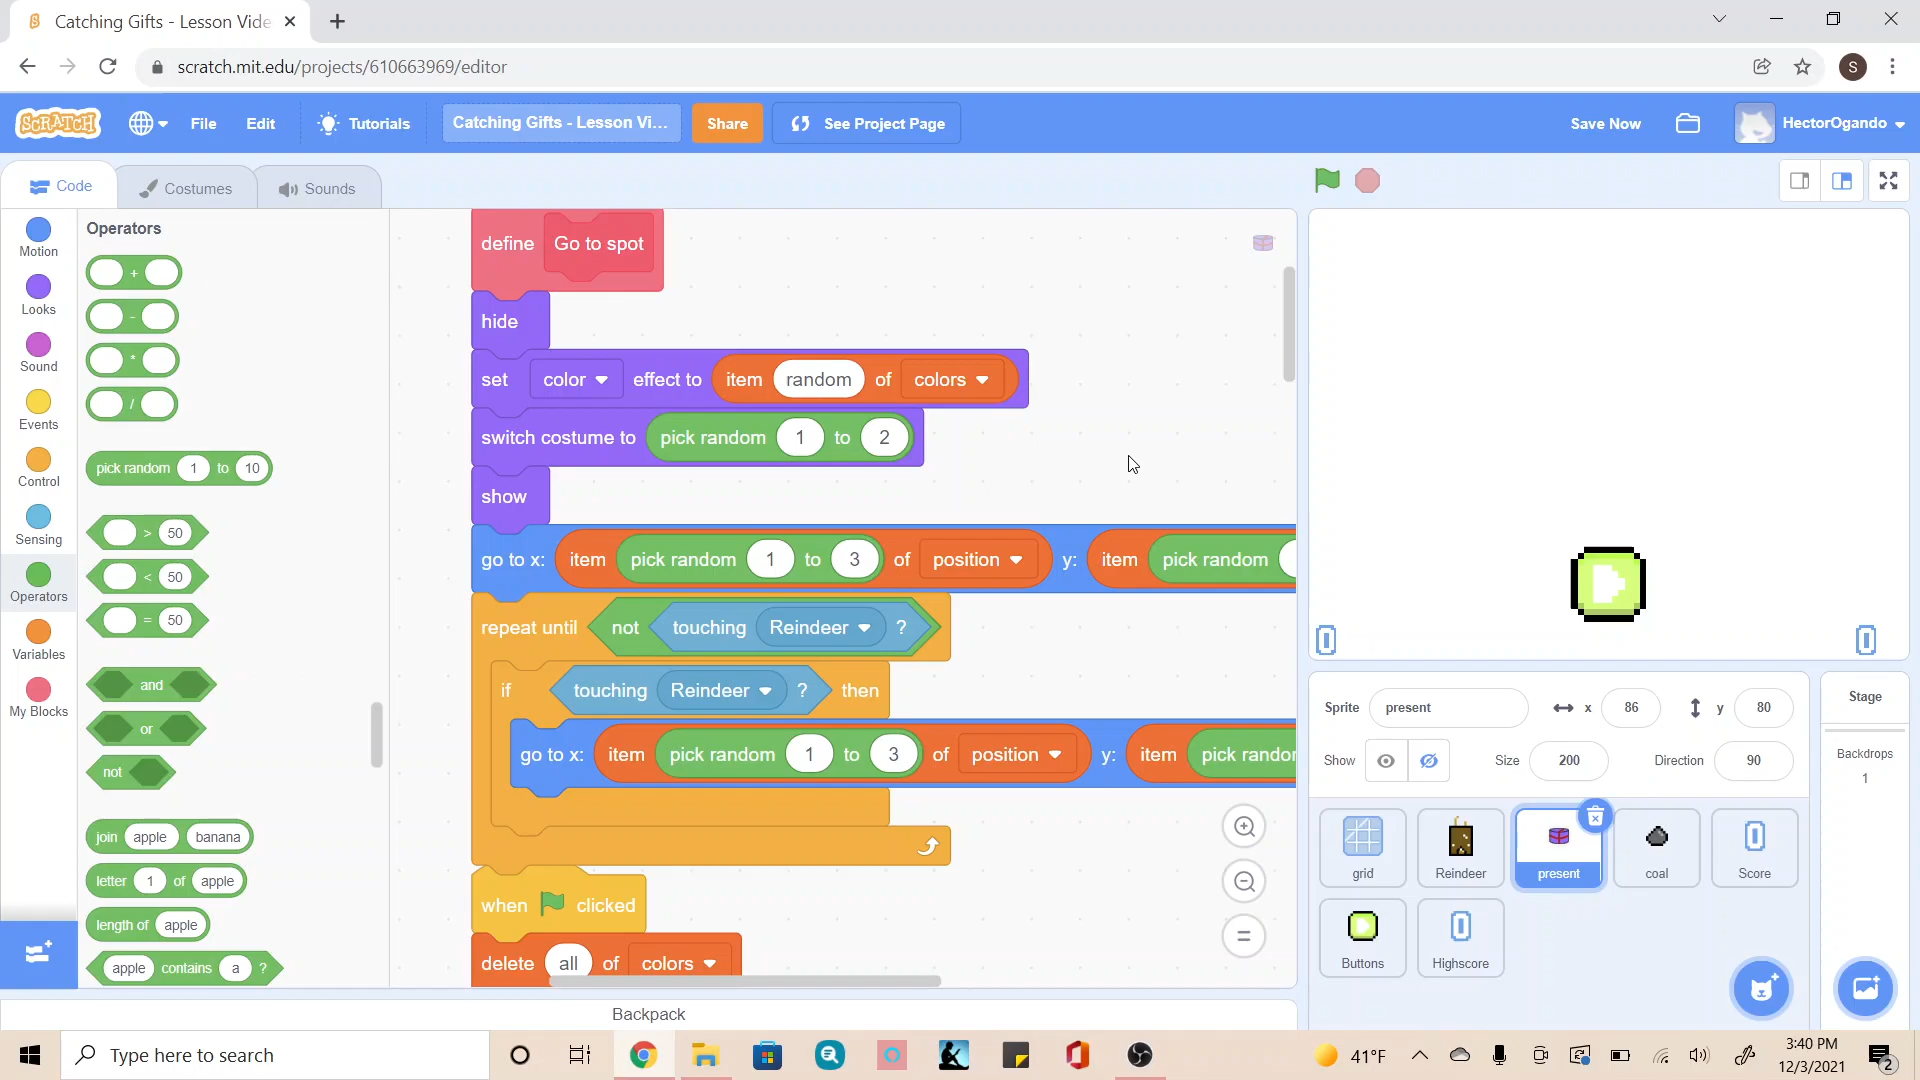 Catching Gifts - Lesson Vide
scratch.mit.edu/projects/610663969/editor
S
SCRATCH
File
Edit
Tutorials
Catching Gifts - Lesson Vi...
Share
See Project Page
Save Now
HectorOgando
Code
Costumes
Sounds
Motion
Looks
Sound
Events
Control
Sensing
Operators
Variables
My Blocks
Operators
+
-
*
/
pick random 1 to 10
> 50
< 50
= 50
and
or
not
join apple banana
letter 1 of apple
length of apple
apple contains a ?
define Go to spot
hide
set color effect to item random of colors
switch costume to pick random 1 to 2
show
go to x: item pick random 1 to 3 of position y: item pick random
repeat until not touching Reindeer ?
if touching Reindeer ? then
go to x: item pick random 1 to 3 of position y: item pick random
when clicked
delete all of colors
Backpack
Sprite present x 86 y 80
Show Size 200 Direction 90
Stage
Backdrops
1
grid
Reindeer
present
coal
Score
Buttons
Highscore
Type here to search
41°F
3:40 PM
12/3/2021
2